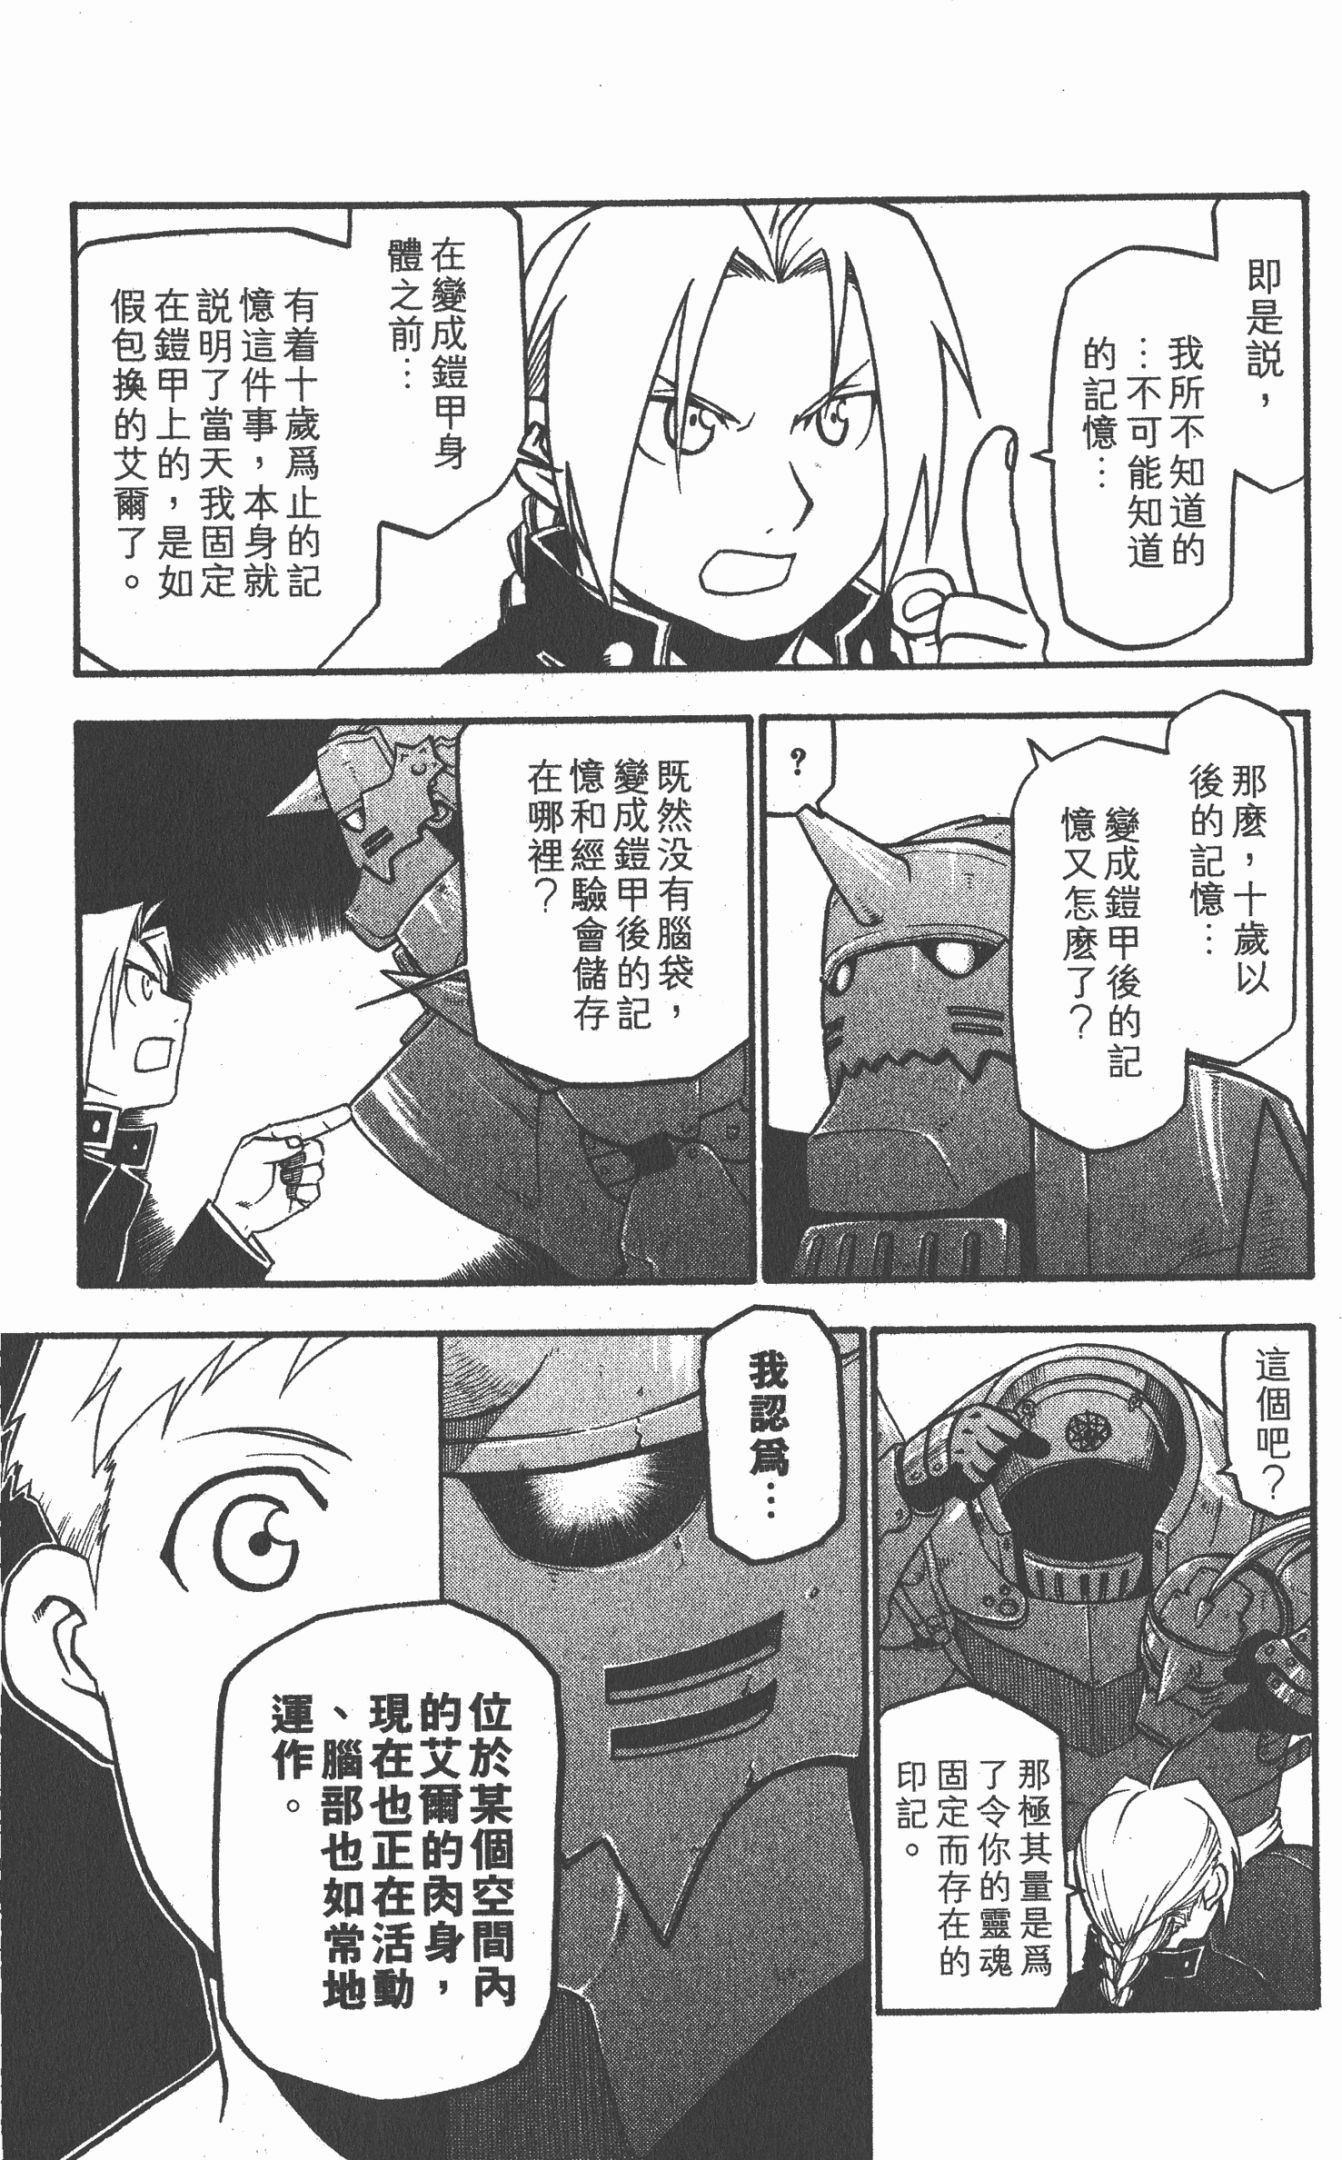 即是説，
我所不知道的
…不可能知道
的記憶…
在變成鎧甲身
體之前…
有着十歲爲止的記
憶這件事，本身就
説明了當天我固定
在鎧甲上的，是如
假包換的艾爾了。
那麽，十歲以
後的記憶…
變成鎧甲後的記
憶又怎麽了？
？
既然没有腦袋，
變成鎧甲後的記
憶和經驗會儲存
在哪裡？
這個吧？
那極其量是爲
了令你的靈魂
固定而存在的
印記。
我認爲…
位於某個空間內
的艾爾的肉身，
現在也正在活動
、腦部也如常地
運作。